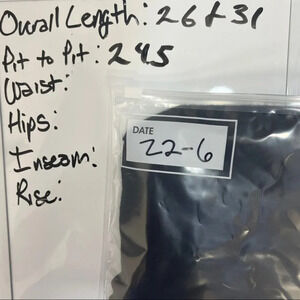 Overall Length: 26 & 31
Pit to Pit: 24.5
Waist:
Hips:
Inseam:
Rise:
DATE
22-6